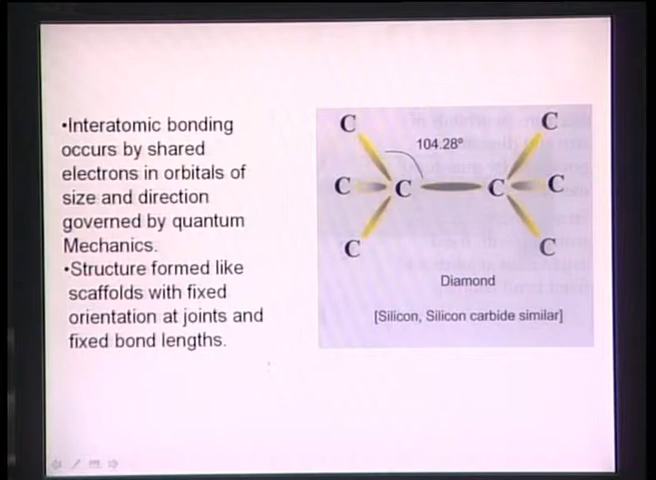 •Interatomic bonding
occurs by shared
electrons in orbitals of
size and direction
governed by quantum
Mechanics.
•Structure formed like
scaffolds with fixed
orientation at joints and
fixed bond lengths.
C C
104.28º
C C C C
C C
Diamond
[Silicon, Silicon carbide similar]